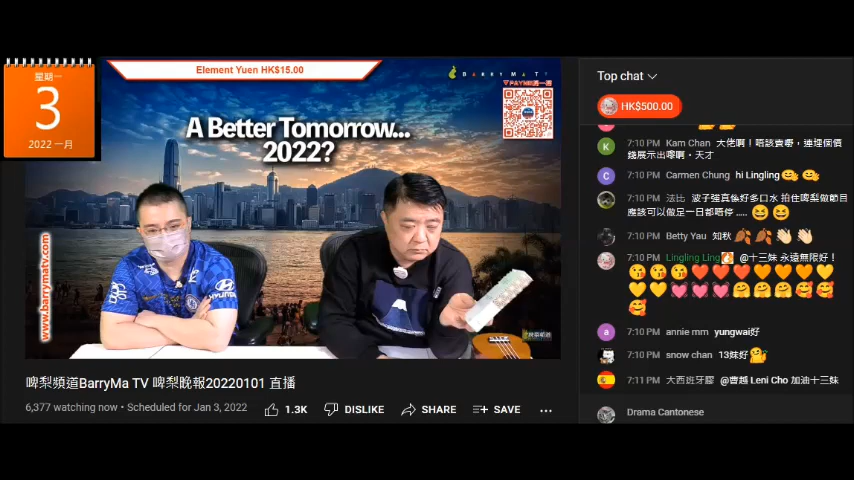 星期一
3
2022 一月
Element Yuen HK$15.00
BARRYMATV
A Better Tomorrow...
2022?
www.barrymatv.com
HYUNDAI
啤梨頻道BarryMa TV 啤梨晚報20220101 直播
6,377 watching now • Scheduled for Jan 3, 2022
1.3K
DISLIKE
SHARE
SAVE
Top chat
HK$500.00
7:10 PM Kam Chan 大佬啊！唔該賣嘢，連埋個價
錢展示出嚟啊，天才
7:10 PM Carmen Chung hi Lingling
7:10 PM 法比 波子強真係好多口水 拍住啤梨做節目
應該可以做足一日都唔停 .....
7:10 PM Betty Yau 知秋
7:10 PM Lingling Ling @十三妹 永遠無限好！
7:10 PM annie mm yungwai好
7:10 PM snow chan 13妹好
7:11 PM 大西班牙膠 @曹越 Leni Cho 加油十三妹
Drama Cantonese